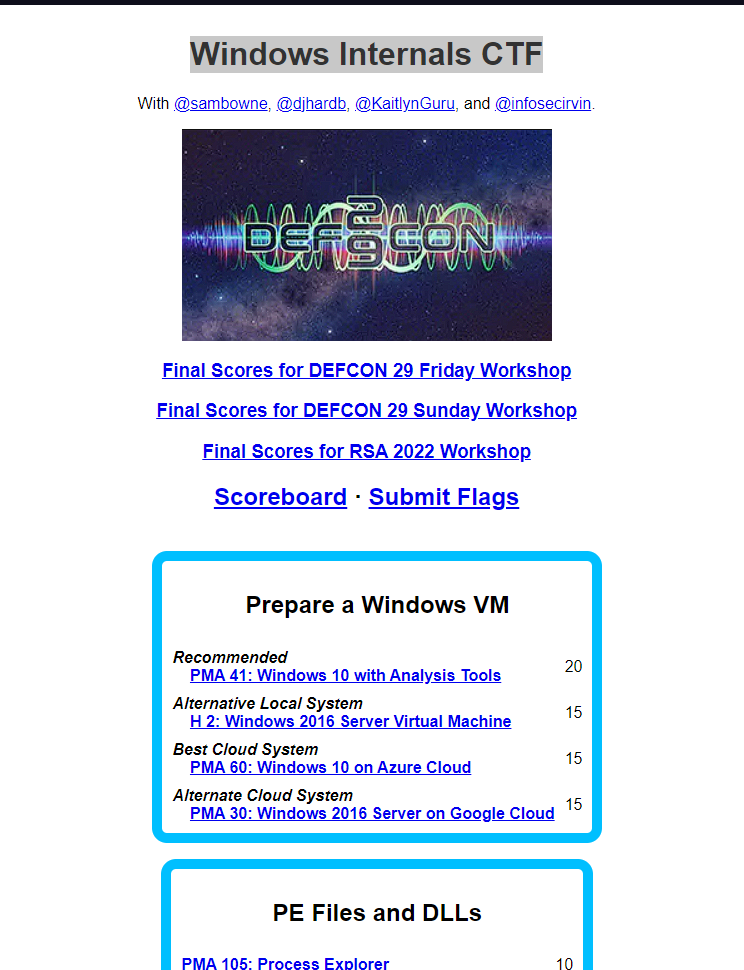 Windows Internals CTF
With @sambowne, @djhardb, @KaitlynGuru, and @infosecirvin.
29
DEFCON
Final Scores for DEFCON 29 Friday Workshop
Final Scores for DEFCON 29 Sunday Workshop
Final Scores for RSA 2022 Workshop
Scoreboard · Submit Flags
Prepare a Windows VM
Recommended
PMA 41: Windows 10 with Analysis Tools 20
Alternative Local System
H 2: Windows 2016 Server Virtual Machine 15
Best Cloud System
PMA 60: Windows 10 on Azure Cloud 15
Alternate Cloud System
PMA 30: Windows 2016 Server on Google Cloud 15
PE Files and DLLs
PMA 105: Process Explorer 10